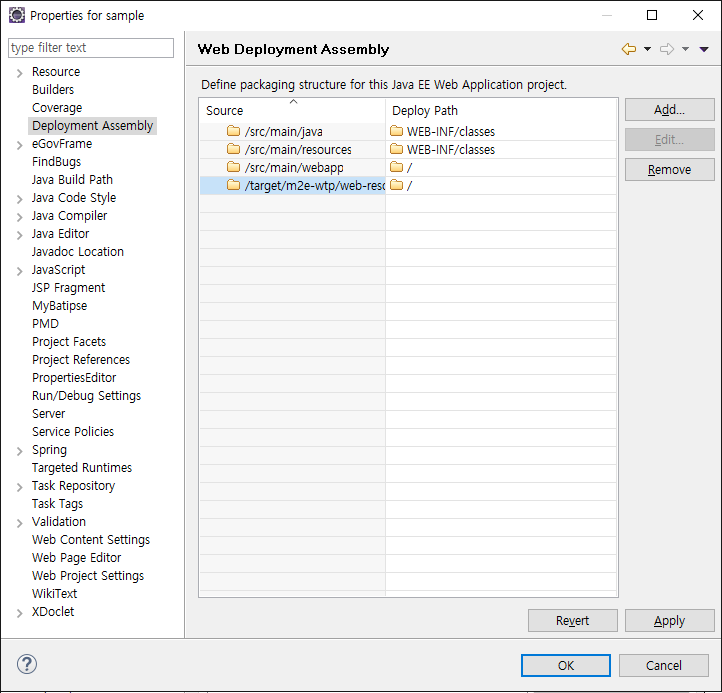 Properties for sample
type filter text
Resource
Builders
Coverage
Deployment Assembly
eGovFrame
FindBugs
Java Build Path
Java Code Style
Java Compiler
Java Editor
Javadoc Location
JavaScript
JSP Fragment
MyBatipse
PMD
Project Facets
Project References
PropertiesEditor
Run/Debug Settings
Server
Service Policies
Spring
Targeted Runtimes
Task Repository
Task Tags
Validation
Web Content Settings
Web Page Editor
Web Project Settings
WikiText
XDoclet
Web Deployment Assembly
Define packaging structure for this Java EE Web Application project.
Source Deploy Path
/src/main/java WEB-INF/classes
/src/main/resources WEB-INF/classes
/src/main/webapp /
/target/m2e-wtp/web-reso /
Add...
Edit...
Remove
Revert Apply
? OK Cancel